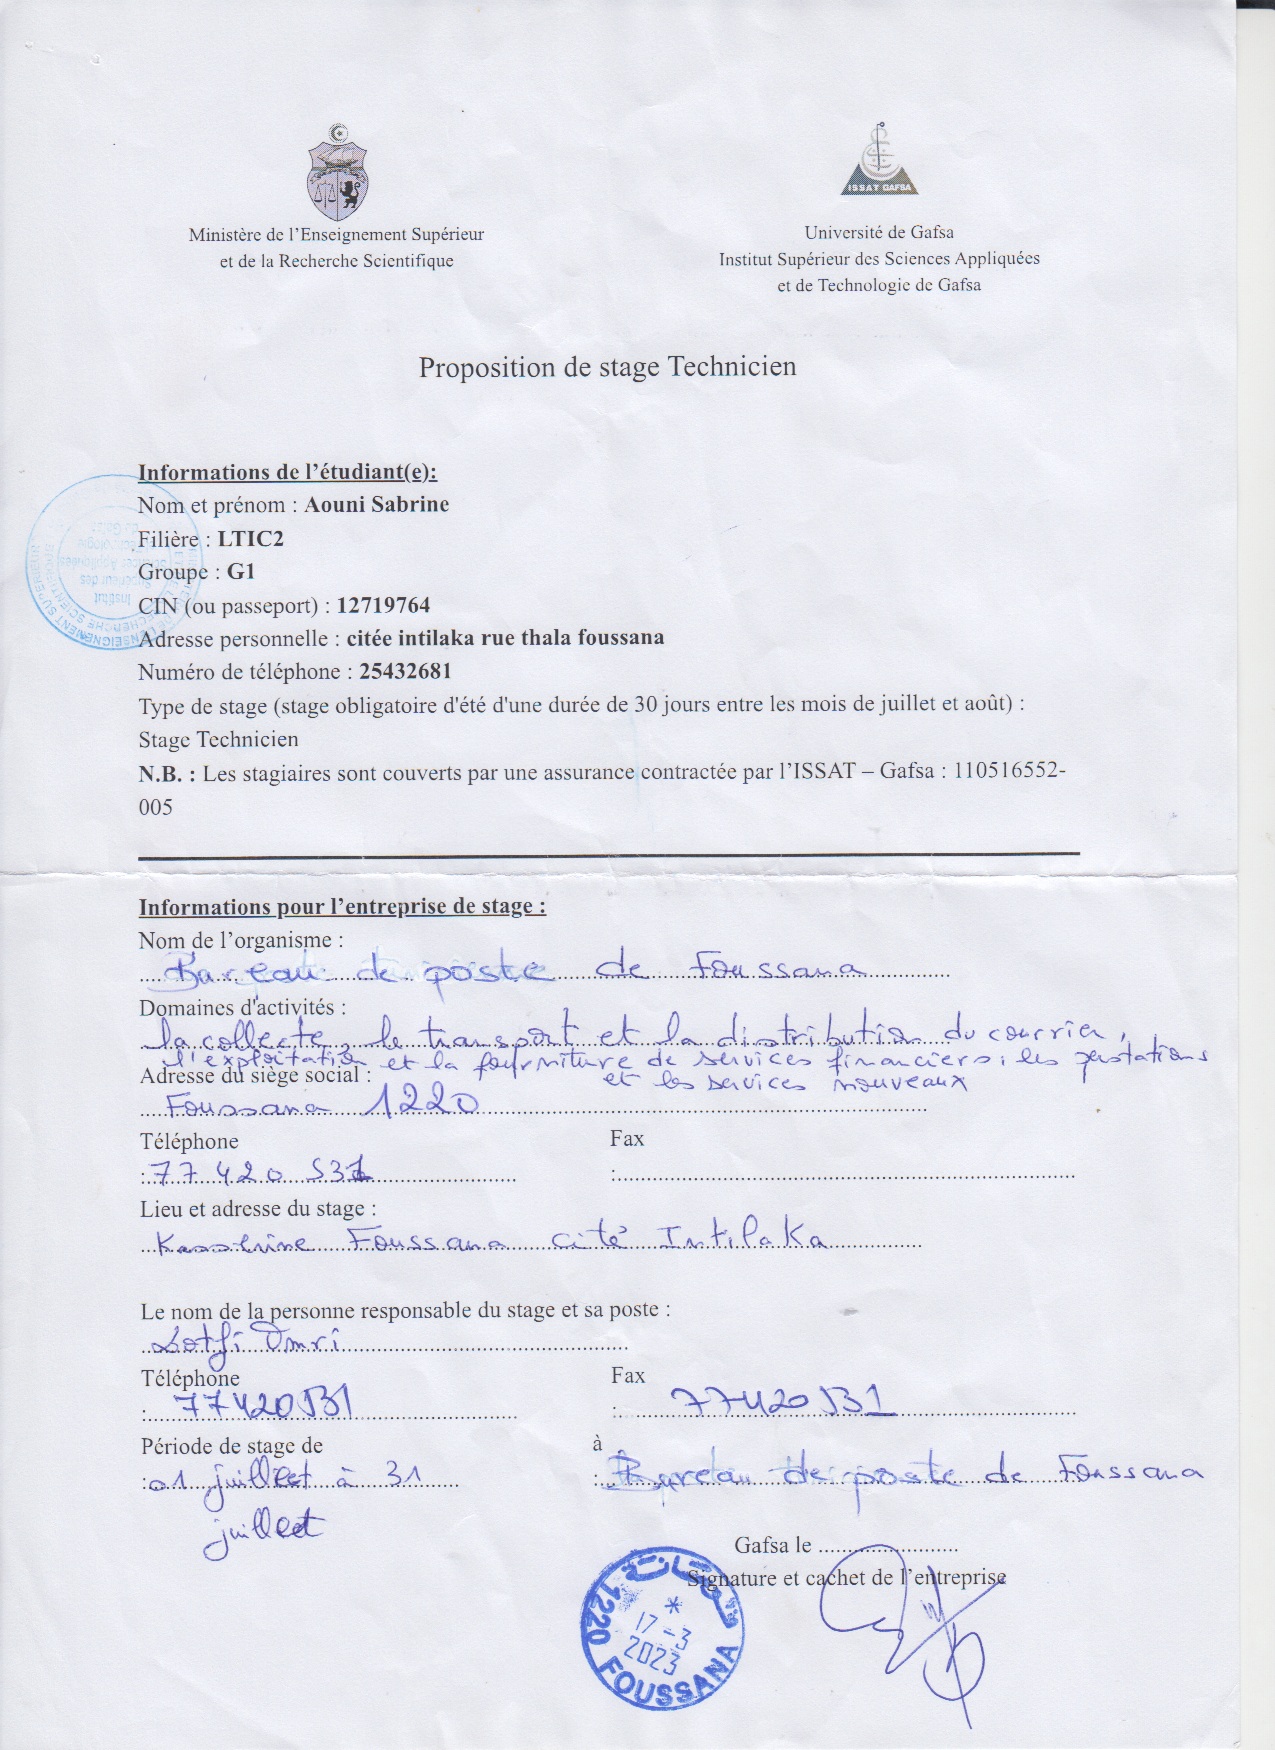 ISSAT GAFSA
Ministère de l'Enseignement Supérieur
et de la Recherche Scientifique
Université de Gafsa
Institut Supérieur des Sciences Appliquées
et de Technologie de Gafsa
Proposition de stage Technicien
Informations de l'étudiant(e):
Nom et prénom : Aouni Sabrine
Filière : LTIC2
Groupe : G1
CIN (ou passeport) : 12719764
Adresse personnelle : citée intilaka rue thala foussana
Numéro de téléphone : 25432681
Type de stage (stage obligatoire d'été d'une durée de 30 jours entre les mois de juillet et août) :
Stage Technicien
N.B. : Les stagiaires sont couverts par une assurance contractée par l'ISSAT – Gafsa : 110516552-
005
Institut
Supérieur des
Sciences Appliquées
Informations pour l'entreprise de stage :
Nom de l'organisme :
Bureau de poste de Foussana
Domaines d'activités :
la collecte, le transport et la distribution du courrier,
l'exploitation et la fourniture de services financiers, les prestations
et les services nouveaux
Adresse du siège social :
Foussana 1220
Téléphone Fax
: 77 420 531 :
Lieu et adresse du stage :
Kasserine Foussana cité Intilaka
Le nom de la personne responsable du stage et sa poste :
Lotfi Omri
Téléphone Fax
: 77420531 : 77420531
Période de stage de à
: 01 juillet à 31 : Bureau de poste de Foussana
juillet
Gafsa le
Signature et cachet de l'entreprise
فوسانة
1220 FOUSSANA
*
17-3
2023